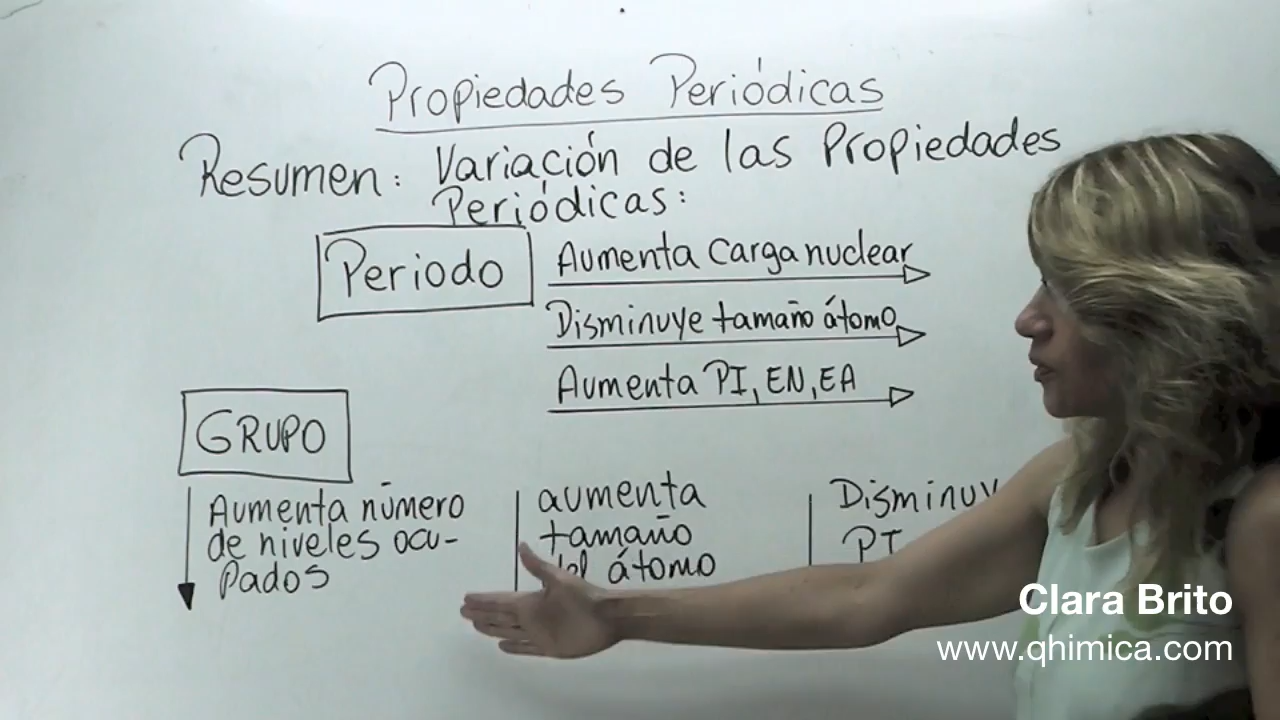 Propiedades Periódicas
Resumen: Variación de las Propiedades
Periódicas:
Periodo
Aumenta Carga nuclear
Disminuye tamaño átomo
Aumenta PI, EN, EA
GRUPO
Aumenta número
de niveles ocu-
pados
aumenta
tamaño
del átomo
Disminuy
PI
Clara Brito
www.qhimica.com